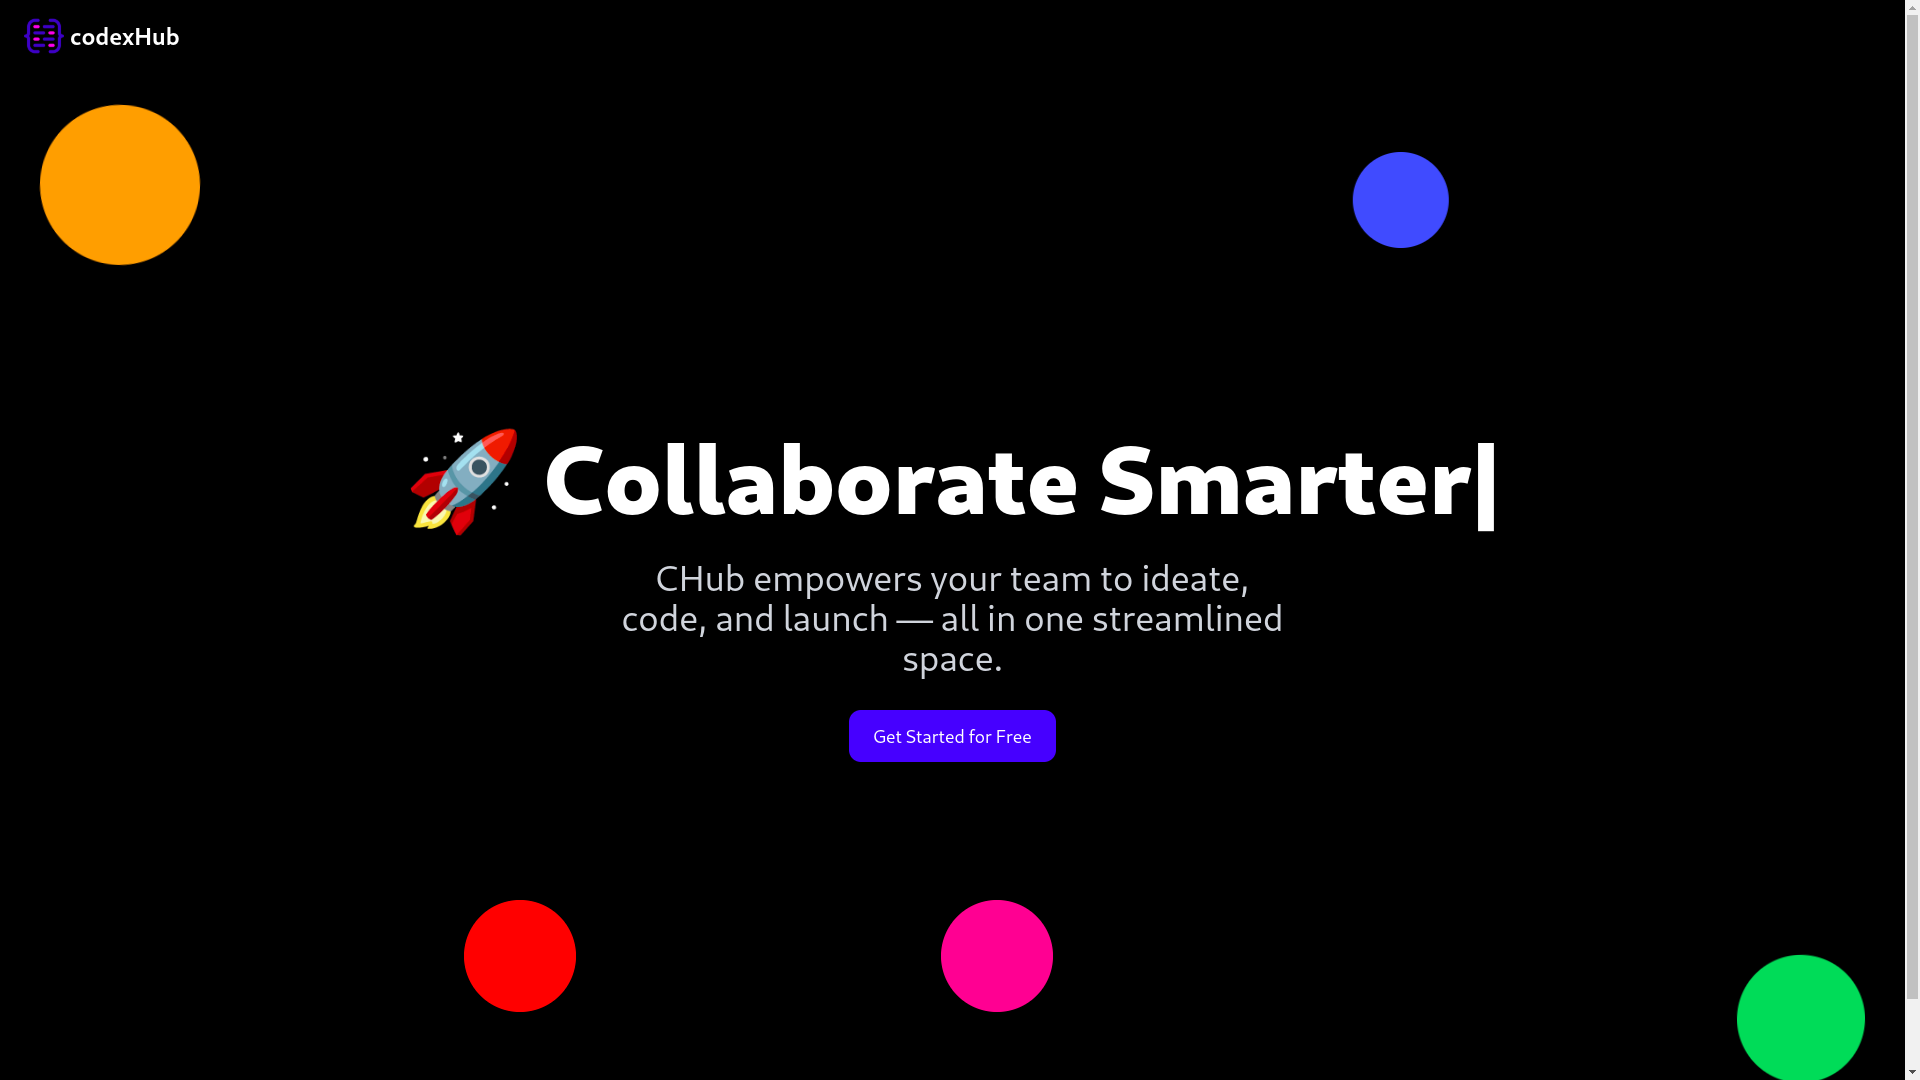 codexHub
🚀 Collaborate Smarter|
CHub empowers your team to ideate,
code, and launch — all in one streamlined
space.
Get Started for Free